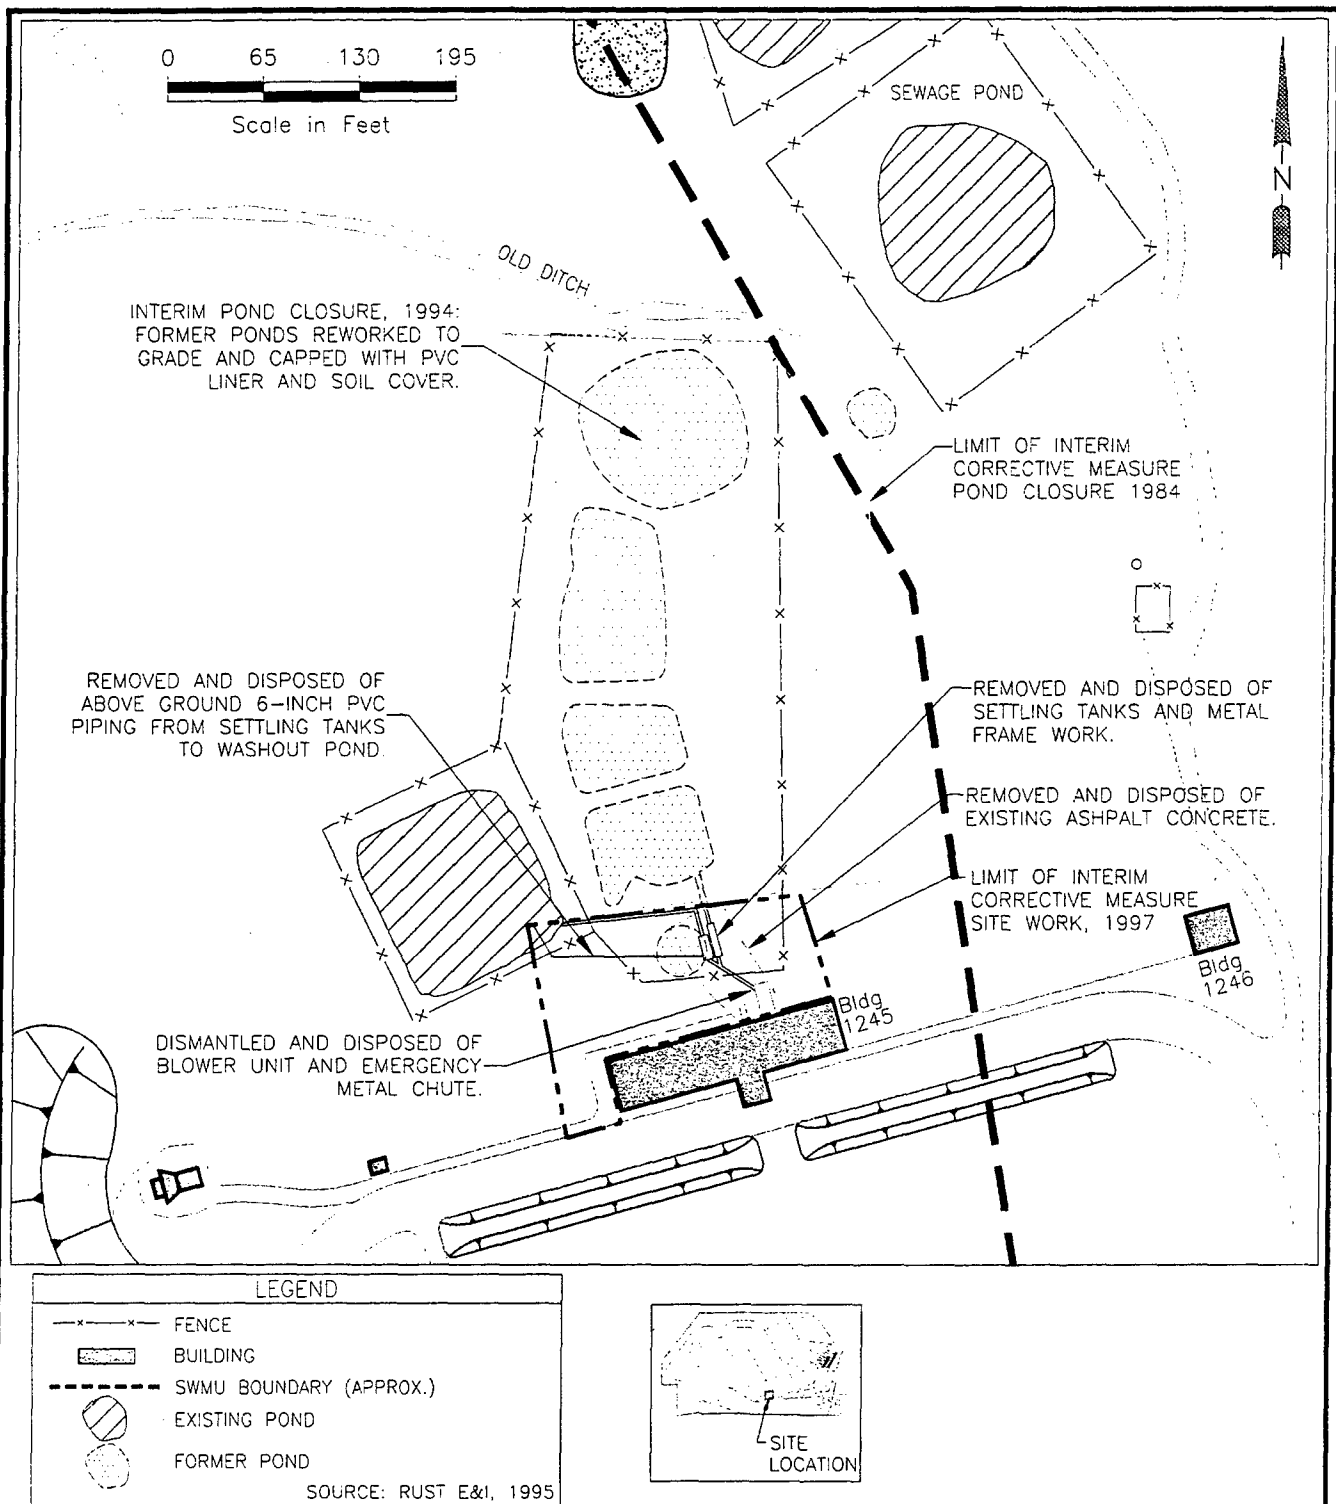 0 65 130 195
Scale in Feet
SEWAGE POND
N
OLD DITCH
INTERIM POND CLOSURE, 1994:
FORMER PONDS REWORKED TO
GRADE AND CAPPED WITH PVC
LINER AND SOIL COVER.
LIMIT OF INTERIM
CORRECTIVE MEASURE
POND CLOSURE 1984
REMOVED AND DISPOSED OF
ABOVE GROUND 6-INCH PVC
PIPING FROM SETTLING TANKS
TO WASHOUT POND.
REMOVED AND DISPOSED OF
SETTLING TANKS AND METAL
FRAME WORK.
REMOVED AND DISPOSED OF
EXISTING ASHPALT CONCRETE.
LIMIT OF INTERIM
CORRECTIVE MEASURE
SITE WORK, 1997
Bldg
1246
Bldg
1245
DISMANTLED AND DISPOSED OF
BLOWER UNIT AND EMERGENCY
METAL CHUTE.
LEGEND
FENCE
BUILDING
SWMU BOUNDARY (APPROX.)
EXISTING POND
FORMER POND
SOURCE: RUST E&I, 1995
SITE
LOCATION